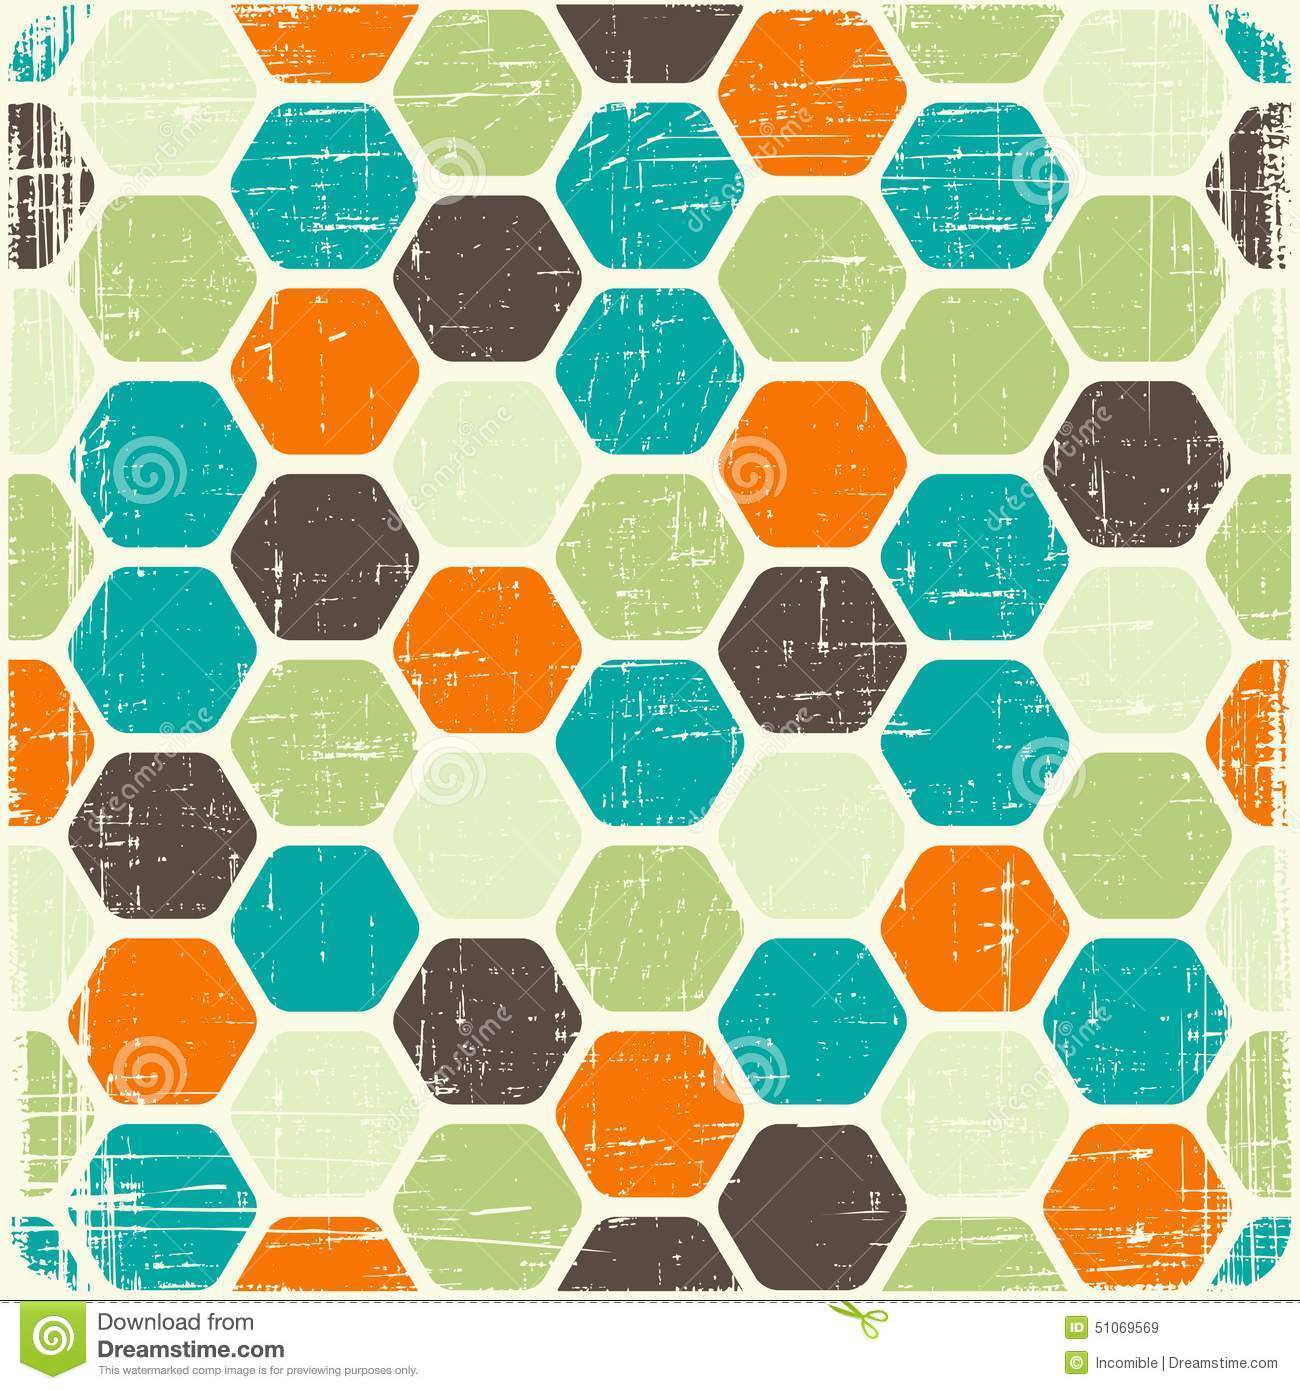 Download from
Dreamstime.com
This watermarked comp image is for previewing purposes only.
ID 51069569
© Incomible | Dreamstime.com